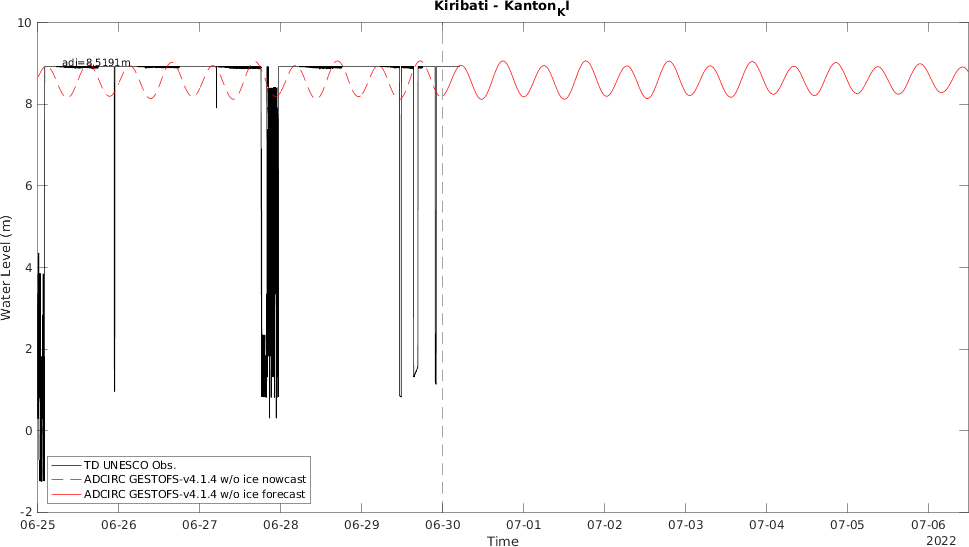 Kiribati - Kanton_KI
10
adj=8.5191m
8
6
4
2
0
-2
Water Level (m)
TD UNESCO Obs.
ADCIRC GESTOFS-v4.1.4 w/o ice nowcast
ADCIRC GESTOFS-v4.1.4 w/o ice forecast
06-25 06-26 06-27 06-28 06-29 06-30 07-01 07-02 07-03 07-04 07-05 07-06
Time
2022